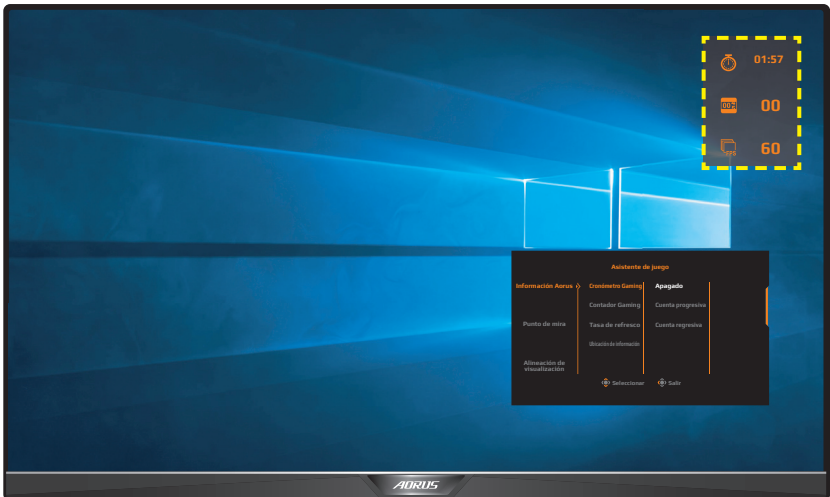 01:57
00
60
FPS
Asistente de juego
Información Aorus
Cronómetro Gaming
Apagado
Contador Gaming
Cuenta progresiva
Punto de mira
Tasa de refresco
Cuenta regresiva
Ubicación de información
Alineación de
visualización
Seleccionar
Salir
AORUS